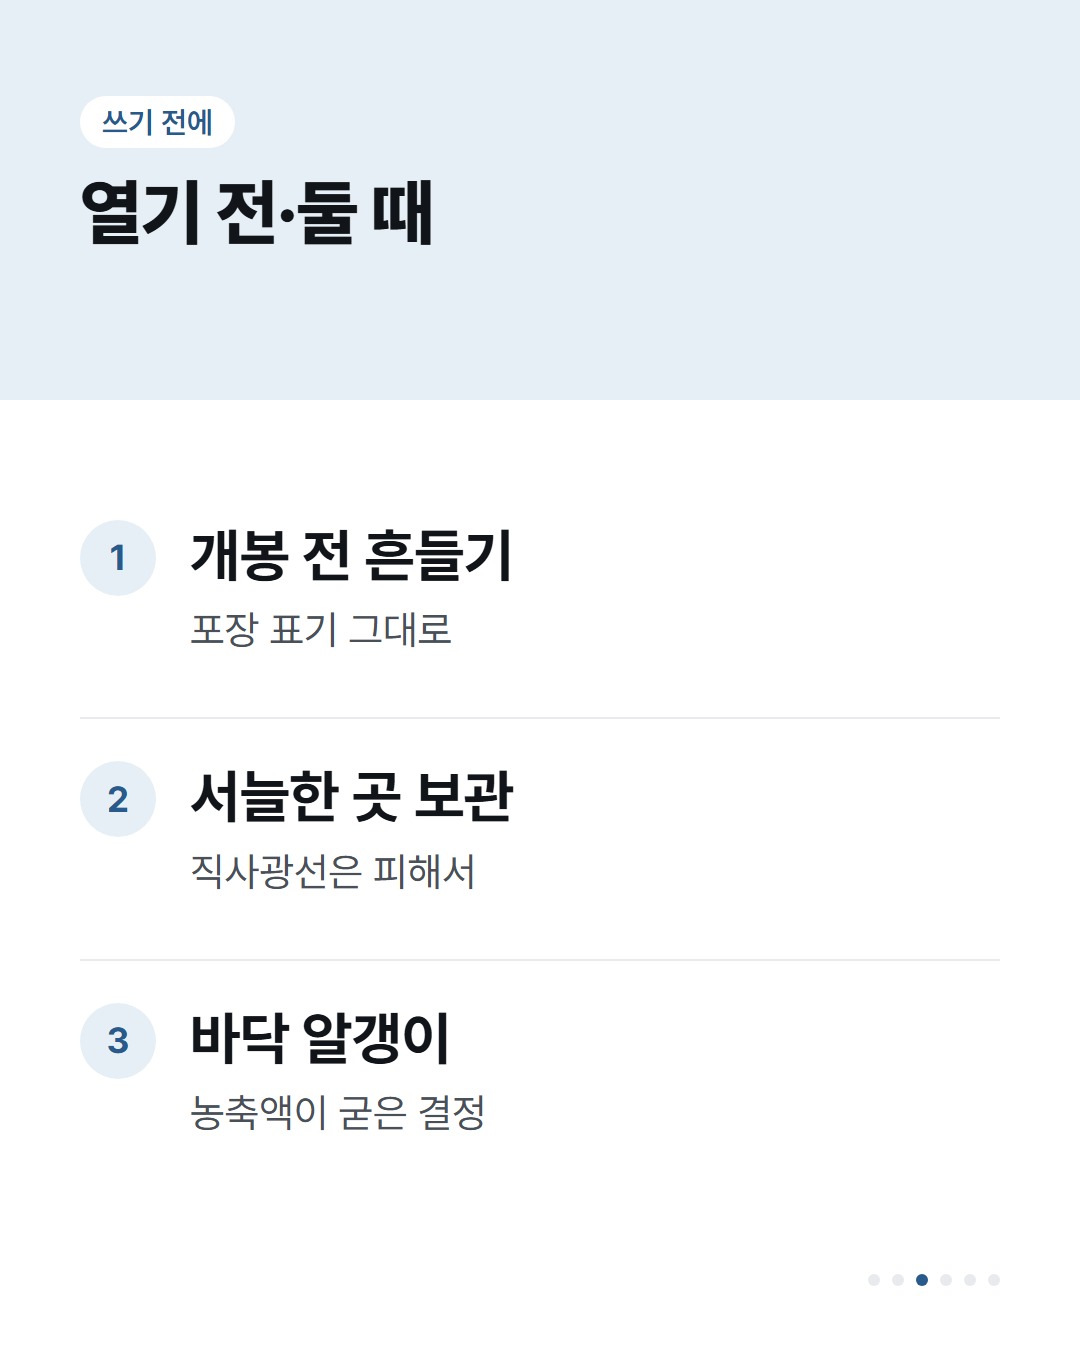 쓰기 전에
열기 전·둘 때
1
개봉 전 흔들기
포장 표기 그대로
2
서늘한 곳 보관
직사광선은 피해서
3
바닥 알갱이
농축액이 굳은 결정